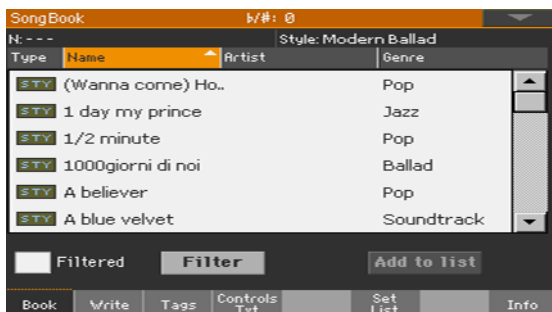 SongBook ♭/#: 0
N: - - - Style: Modern Ballad
Type Name Artist Genre
STY (Wanna come) Ho.. Pop
STY 1 day my prince Jazz
STY 1/2 minute Pop
STY 1000giorni di noi Ballad
STY A believer Pop
STY A blue velvet Soundtrack
Filtered Filter Add to list
Book Write Tags Controls Txt Set List Info